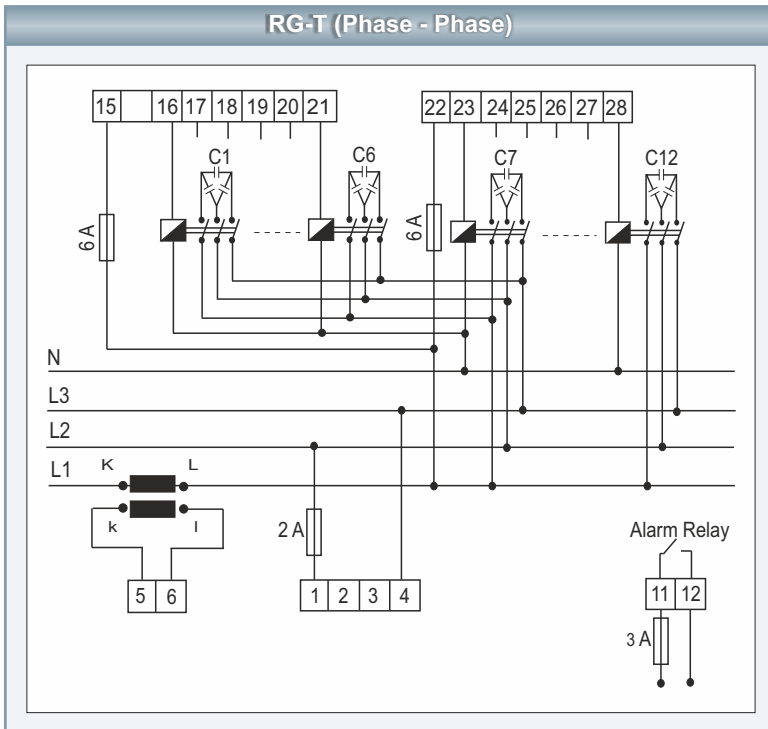 RG-T (Phase - Phase)
15 16 17 18 19 20 21
22 23 24 25 26 27 28
C1 C6 C7 C12
6 A
6 A
N
L3
L2
L1
K L
k l
2 A
Alarm Relay
5 6
1 2 3 4
11 12
3 A